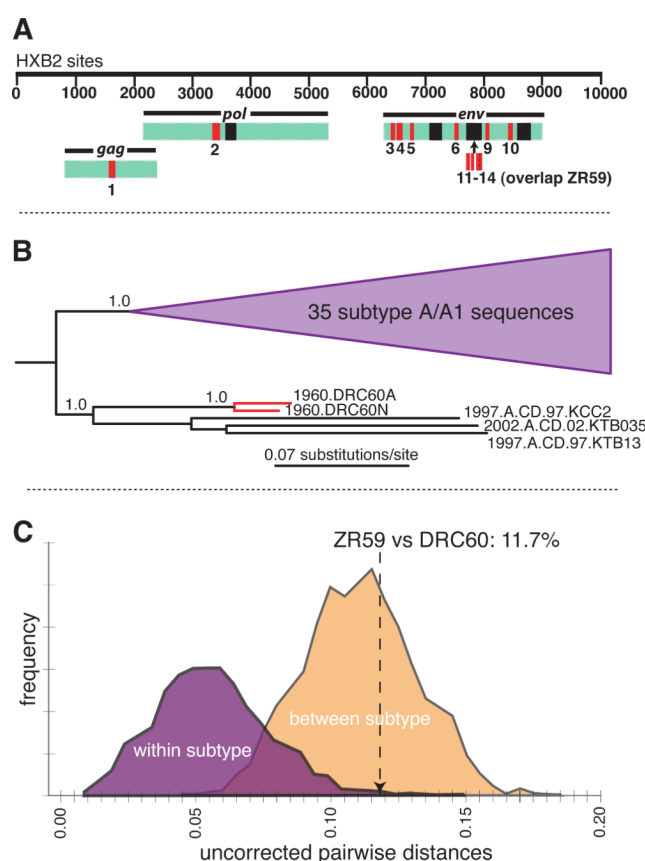 A
HXB2 sites
0 1000 2000 3000 4000 5000 6000 7000 8000 9000 10000
pol env
2 3 4 5 6 9 10
gag
11-14 (overlap ZR59)
1
B
1.0
35 subtype A/A1 sequences
1.0 1.0 1960.DRC60A
1960.DRC60N 1997.A.CD.97.KCC2
2002.A.CD.02.KTB035
1997.A.CD.97.KTB13
0.07 substitutions/site
C
ZR59 vs DRC60: 11.7%
frequency
between subtype
within subtype
0.00 0.05 0.10 0.15 0.20
uncorrected pairwise distances